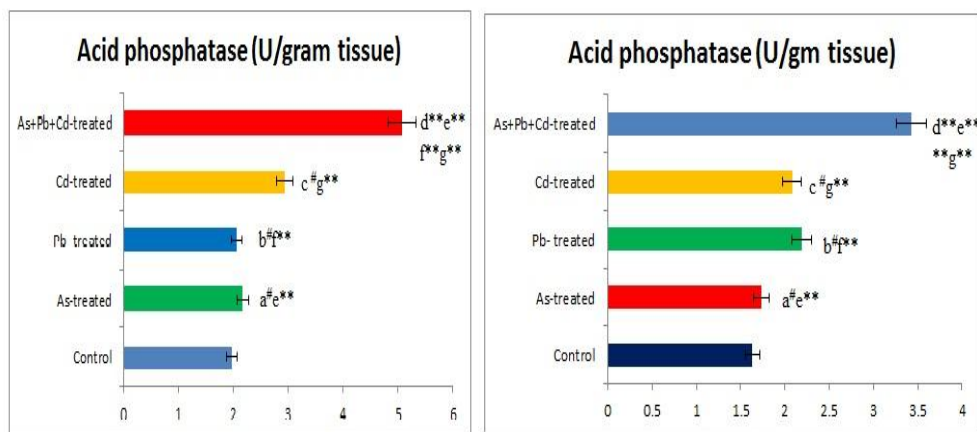 Acid phosphatase (U/gram tissue)
As+Pb+Cd-treated
d**e**
f**g**
Cd-treated
c#g**
Pb-treated
b#f**
As-treated
a#e**
Control
0 1 2 3 4 5 6
Acid phosphatase (U/gm tissue)
As+Pb+Cd-treated
d**e**
**g**
Cd-treated
c#g**
Pb- treated
b#f**
As-treated
a#e**
Control
0 0.5 1 1.5 2 2.5 3 3.5 4